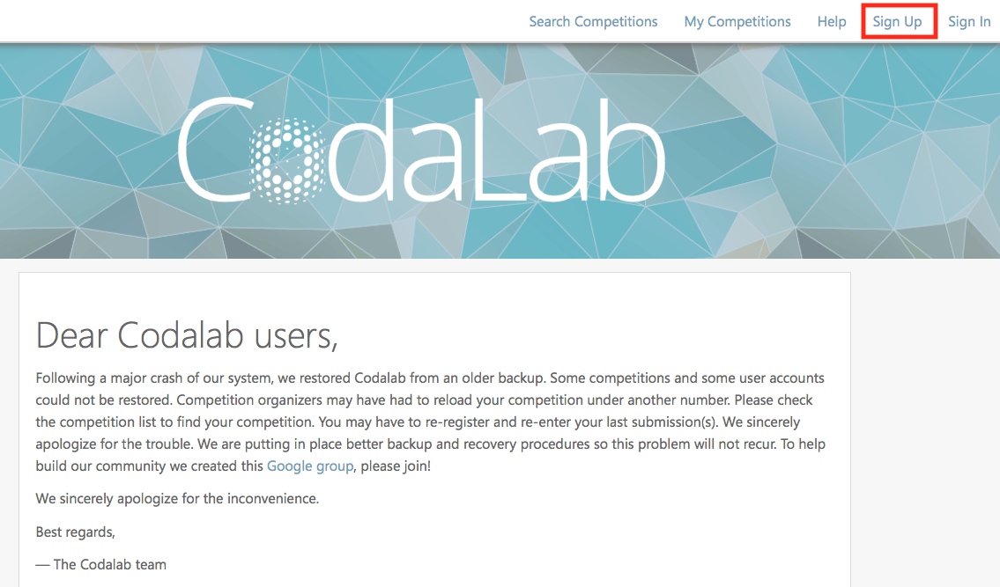 Search Competitions My Competitions Help Sign Up Sign In
CodaLab
Dear Codalab users,
Following a major crash of our system, we restored Codalab from an older backup. Some competitions and some user accounts
could not be restored. Competition organizers may have had to reload your competition under another number. Please check
the competition list to find your competition. You may have to re-register and re-enter your last submission(s). We sincerely
apologize for the trouble. We are putting in place better backup and recovery procedures so this problem will not recur. To help
build our community we created this Google group, please join!
We sincerely apologize for the inconvenience.
Best regards,
— The Codalab team